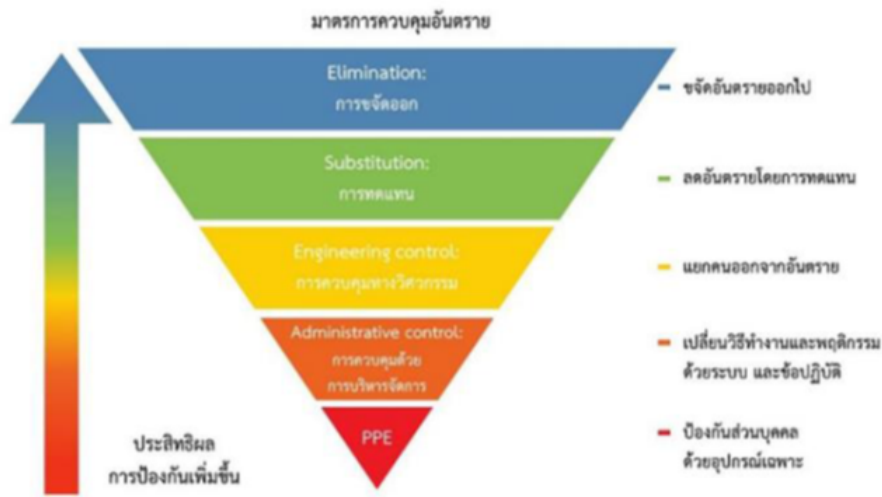 มาตรการควบคุมอันตราย
Elimination:
การขจัดออก
ขจัดอันตรายออกไป
Substitution:
การทดแทน
ลดอันตรายโดยการทดแทน
Engineering control:
การควบคุมทางวิศวกรรม
แยกคนออกจากอันตราย
Administrative control:
การควบคุมด้วย
การบริหารจัดการ
เปลี่ยนวิธีทำงานและพฤติกรรม
ด้วยระบบ และข้อปฏิบัติ
PPE
ป้องกันส่วนบุคคล
ด้วยอุปกรณ์เฉพาะ
ประสิทธิผล
การป้องกันเพิ่มขึ้น